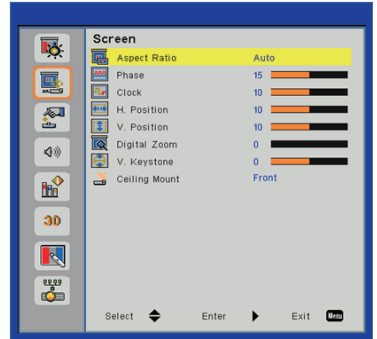 Screen
Aspect Ratio Auto
Phase 15
Clock 10
H. Position 10
V. Position 10
Digital Zoom 0
V. Keystone 0
Ceiling Mount Front
3D
Select Enter Exit Menu